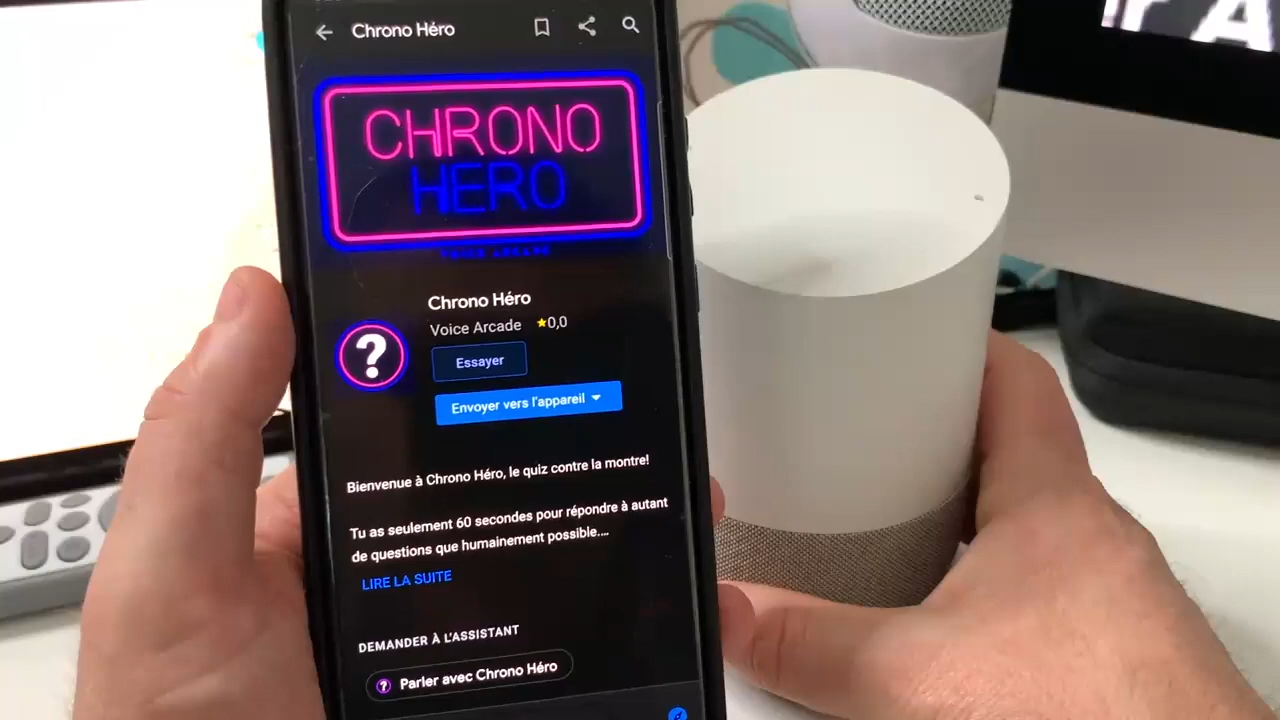 Chrono Héro
CHRONO
HERO
VOICE ARCADE
Chrono Héro
Voice Arcade ★0,0
?
Essayer
Envoyer vers l'appareil
Bienvenue à Chrono Héro, le quiz contre la montre!
Tu as seulement 60 secondes pour répondre à autant
de questions que humainement possible....
LIRE LA SUITE
DEMANDER À L'ASSISTANT
? Parler avec Chrono Héro